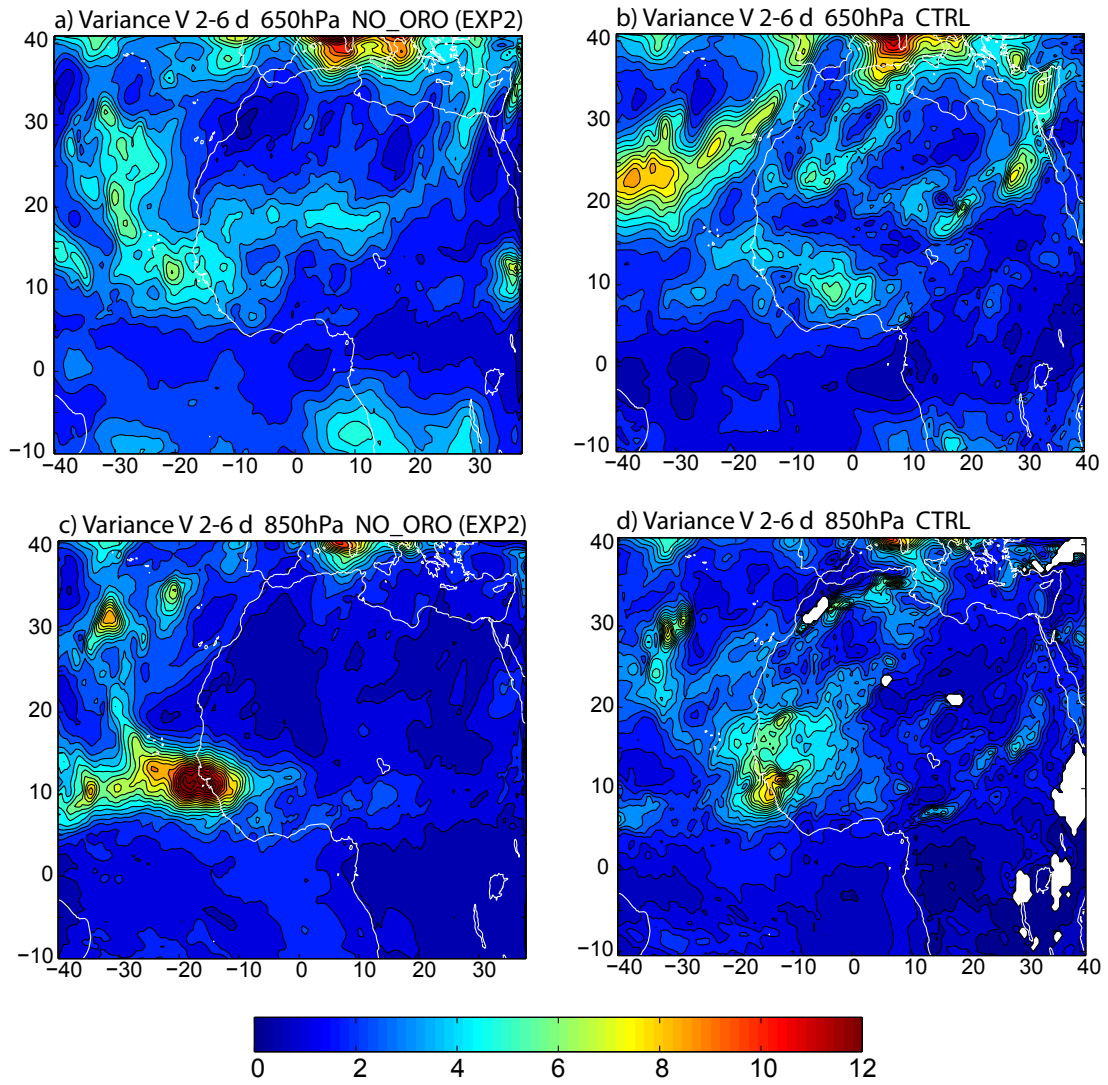 a) Variance V 2-6 d 650hPa NO_ORO (EXP2)
b) Variance V 2-6 d 650hPa CTRL
40
30
20
10
0
−10
−40 −30 −20 −10 0 10 20 30
40
30
20
10
0
−10
−40 −30 −20 −10 0 10 20 30 40
c) Variance V 2-6 d 850hPa NO_ORO (EXP2)
d) Variance V 2-6 d 850hPa CTRL
40
30
20
10
0
−10
−40 −30 −20 −10 0 10 20 30
40
30
20
10
0
−10
−40 −30 −20 −10 0 10 20 30 40
0 2 4 6 8 10 12